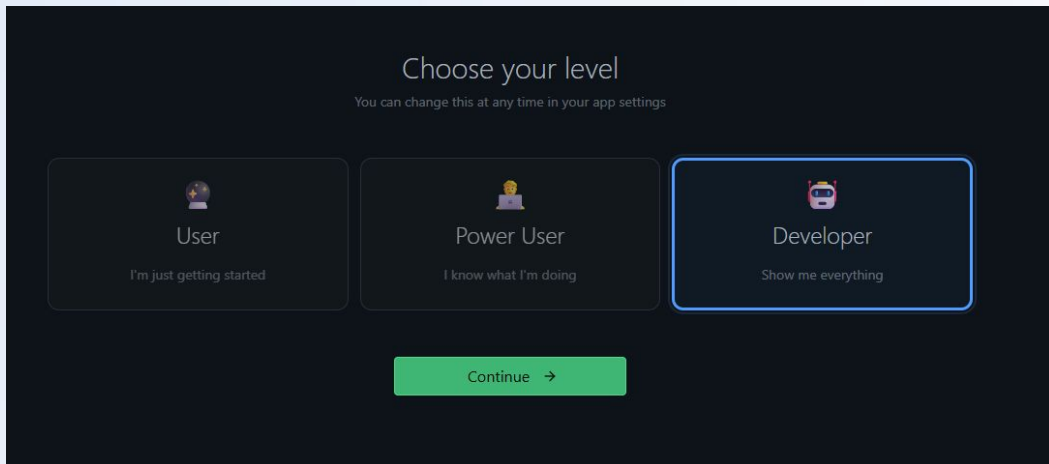 Choose your level
You can change this at any time in your app settings
User
I'm just getting started
Power User
I know what I'm doing
Developer
Show me everything
Continue →